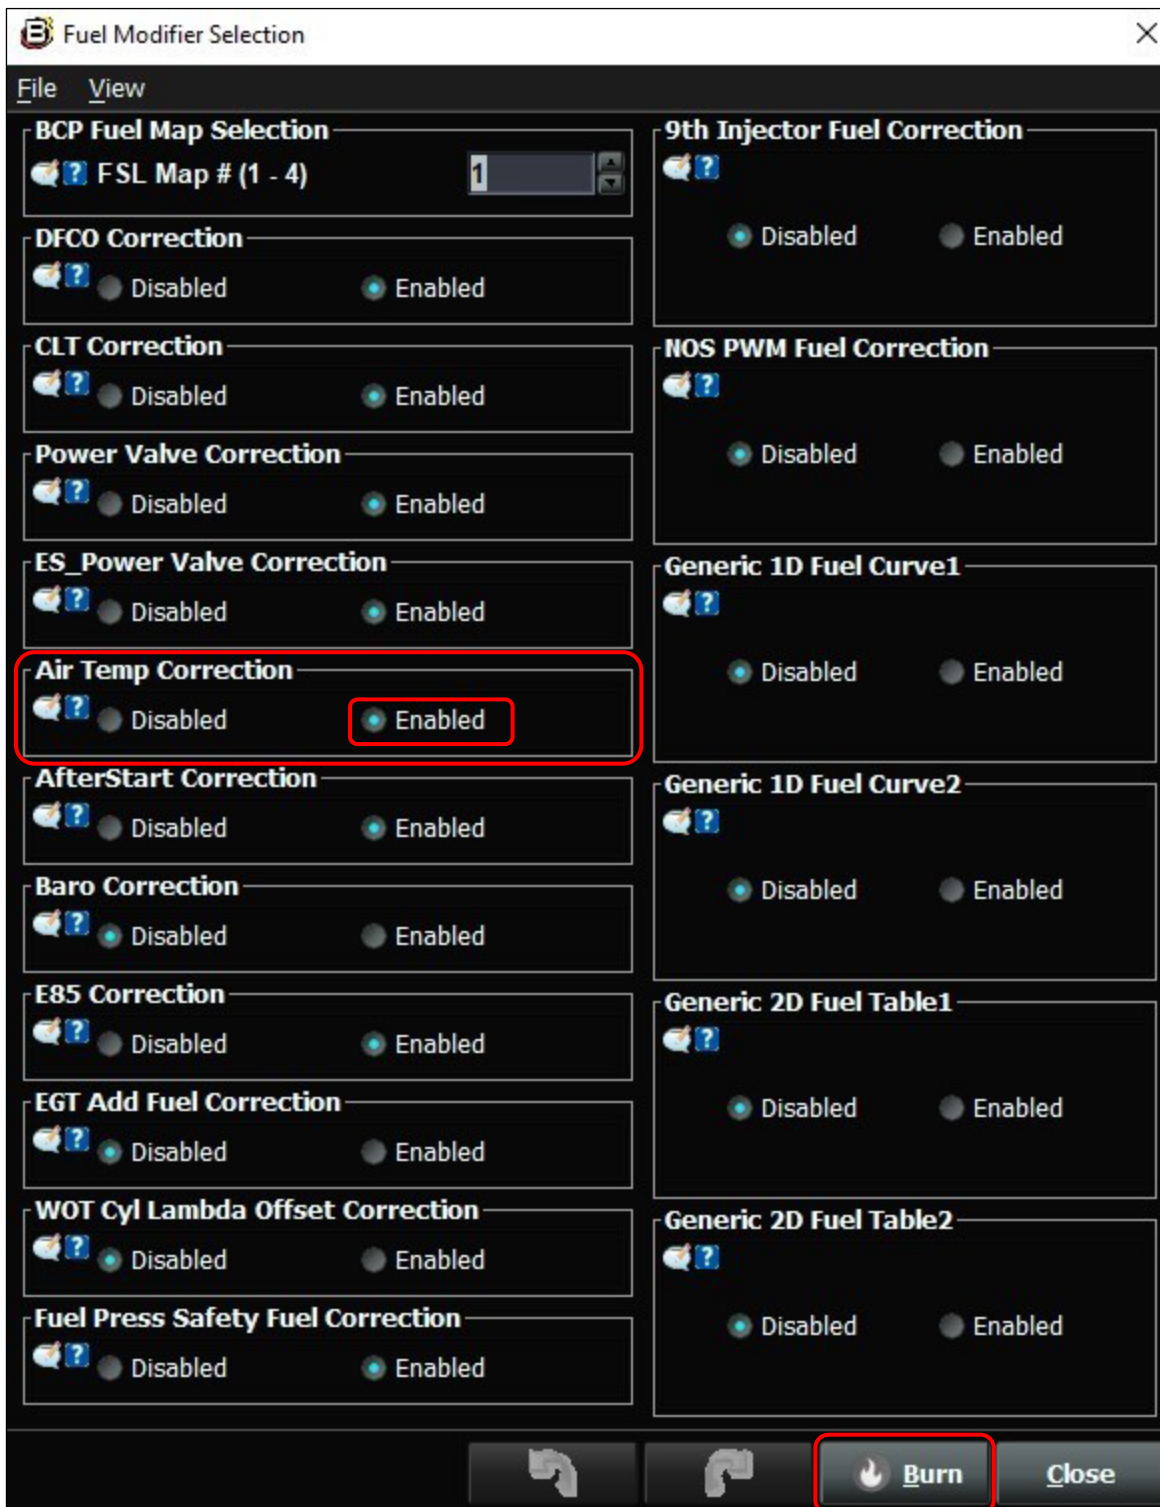 Fuel Modifier Selection
File View
BCP Fuel Map Selection
FSL Map # (1 - 4) 1
DFCO Correction
Disabled Enabled
CLT Correction
Disabled Enabled
Power Valve Correction
Disabled Enabled
ES_Power Valve Correction
Disabled Enabled
Air Temp Correction
Disabled Enabled
AfterStart Correction
Disabled Enabled
Baro Correction
Disabled Enabled
E85 Correction
Disabled Enabled
EGT Add Fuel Correction
Disabled Enabled
WOT Cyl Lambda Offset Correction
Disabled Enabled
Fuel Press Safety Fuel Correction
Disabled Enabled
9th Injector Fuel Correction
Disabled Enabled
NOS PWM Fuel Correction
Disabled Enabled
Generic 1D Fuel Curve1
Disabled Enabled
Generic 1D Fuel Curve2
Disabled Enabled
Generic 2D Fuel Table1
Disabled Enabled
Generic 2D Fuel Table2
Disabled Enabled
Burn Close